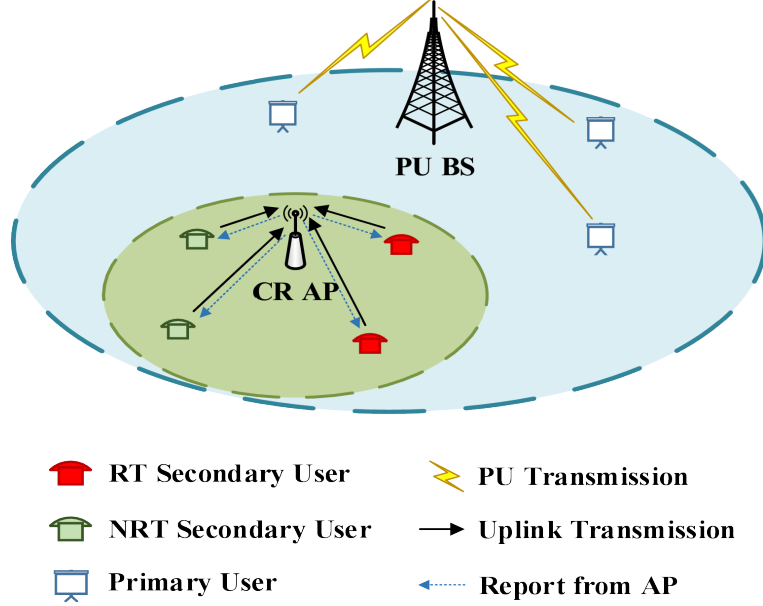 PU BS
CR AP
RT Secondary User
PU Transmission
NRT Secondary User
Uplink Transmission
Primary User
Report from AP